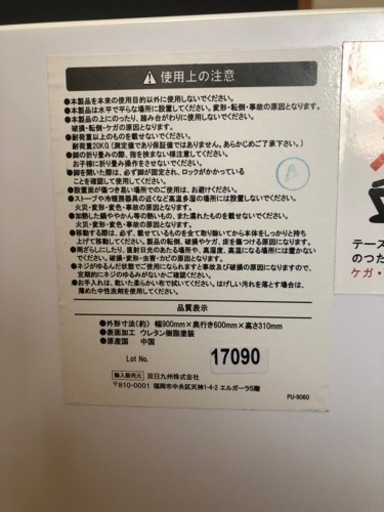 ⚠ 使用上の注意
●本製品を本来の使用目的以外に使用しないでください。
●本製品は水平で平らな場所に設置してください。変形・転倒・事故の原因となります。
●本製品の上にのったり、踏み台がわりに使用しないでください。
破損・転倒・ケガの原因となります。
●耐荷重以上のものを載せないでください。
耐荷重20KG(測定値であり保証値ではありません。あらかじめご了承下さい。)
●脚の折り畳みの際、指を挟まない様注意してください。
お子様に折り畳み操作をさせないでください。
●脚を開いた際は、必ず脚が固定され、ロックがかかっている
ことを確認して使用してください。
●設置面が傷つき易い場所でのご使用は、お避けください。
●ストーブや冷暖房器具の近くなど高温多湿の場所には設置しないでください。
火災・変形・変色・事故の原因となります。
●加熱した鍋ややかん等の熱いもの、また濡れたものを載せないでください。
火災・変形・変色・事故の原因となります。
●移動する際は、必ず、載せているものを全て取り除いてから本体をしっかりと持ち
上げて移動してください。製品の転倒、破損やケガ、床を傷つける原因になります。
●雨ざらしにしたり、直射日光のあたる場所や、湿気や乾燥のひどい場所は避けて
ください。破損・変形・虫害・カビの原因となります。
●ネジがゆるんだ状態でご使用になられますと事故及び破損の原因になりますので、定
期的にネジのゆるみがないかご確認ください。
●お手入れは、乾いた柔らかい布で拭いてください。はげしい汚れを落とす場合は、
薄めた中性洗剤を使用してください。
品質表示
●外形寸法(約) 幅900mm×奥行き600mm×高さ310mm
●表面加工 ウレタン樹脂塗装
●原産国 中国
Lot No.
17090
輸入販売元 双日九州株式会社
〒810-0001 福岡市中央区天神1-4-2 エルガーラ5階
PU-9060
テース
のつた
ケガ・